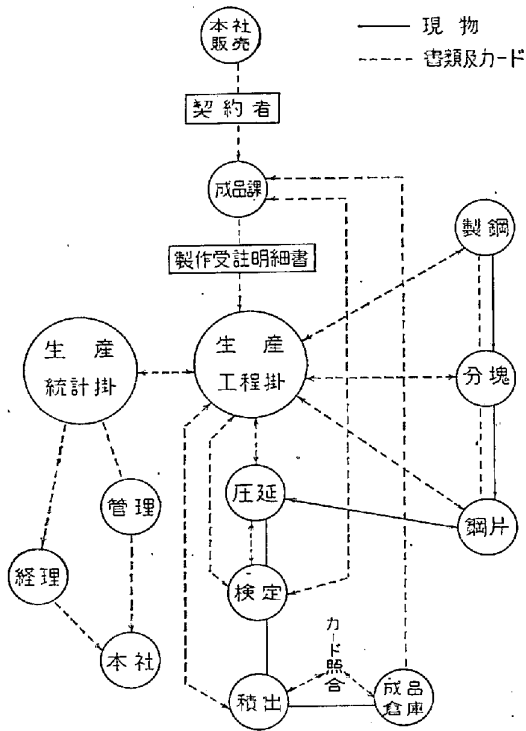 本社
販売
現物
書類及カード
契約者
成品課
製鋼
製作受註明細書
生産
統計掛
生産
工程掛
分塊
圧延
管理
鋼片
経理
検定
カード照合
本社
積出
成品
倉庫